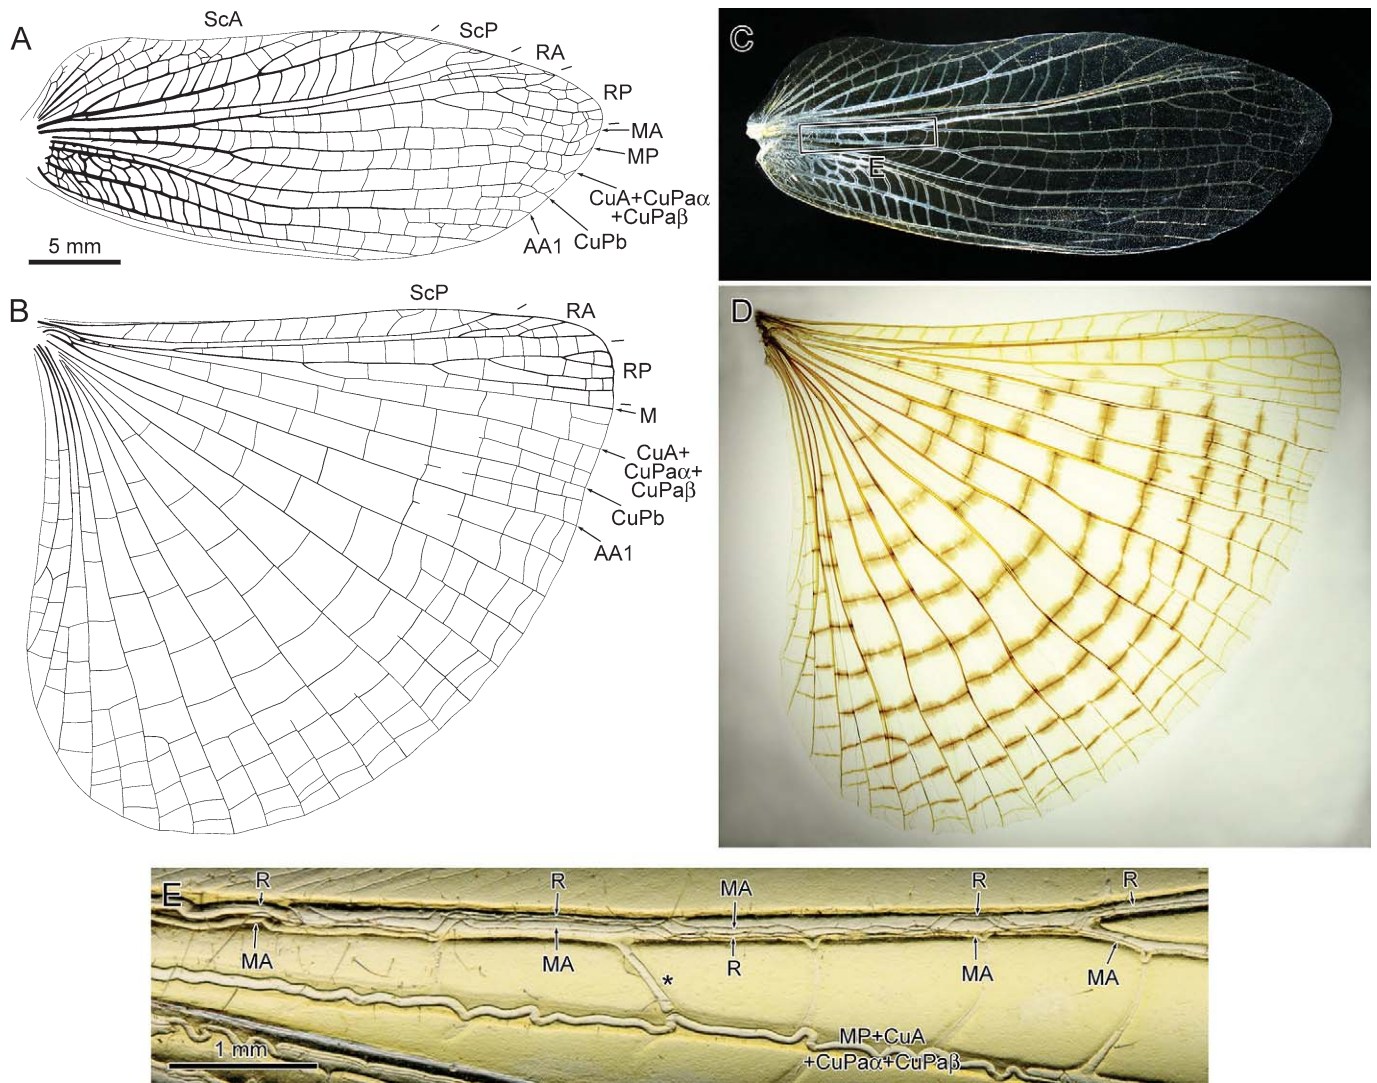 A
ScA
ScP
RA
RP
MA
MP
CuA+CuPaα
+CuPaβ
CuPb
AA1
5 mm
B
ScP
RA
RP
M
CuA+
CuPaα+
CuPaβ
CuPb
AA1
C
E
D
E
R
R
MA
R
R
MA
MA
R
MA
MA
*
MP+CuA
+CuPaα+CuPaβ
1 mm